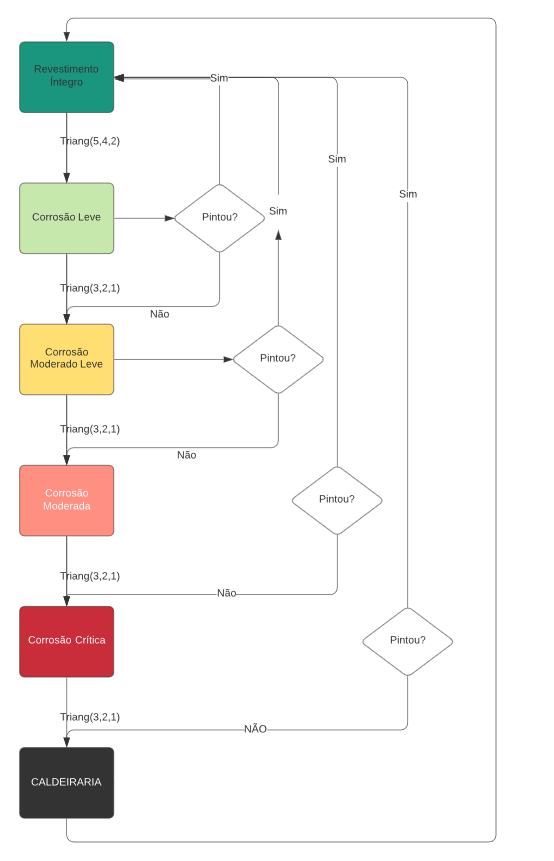 Revestimento
Íntegro
Sim
Triang(5,4,2)
Sim
Sim
Corrosão Leve
Pintou?
Sim
Triang(3,2,1)
Não
Corrosão
Moderado Leve
Pintou?
Triang(3,2,1)
Não
Corrosão
Moderada
Pintou?
Triang(3,2,1)
Não
Corrosão Crítica
Pintou?
Triang(3,2,1)
NÃO
CALDEIRARIA